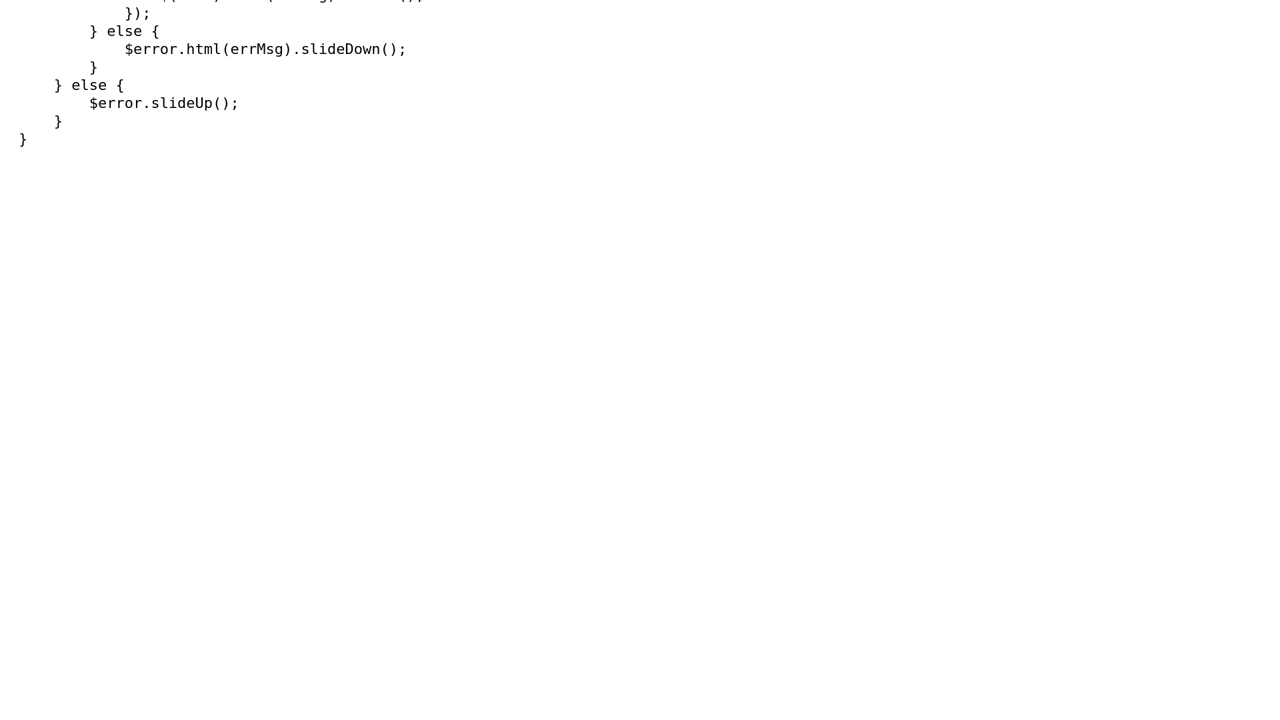 });
} else {
$error.html(errMsg).slideDown();
}
} else {
$error.slideUp();
}
}